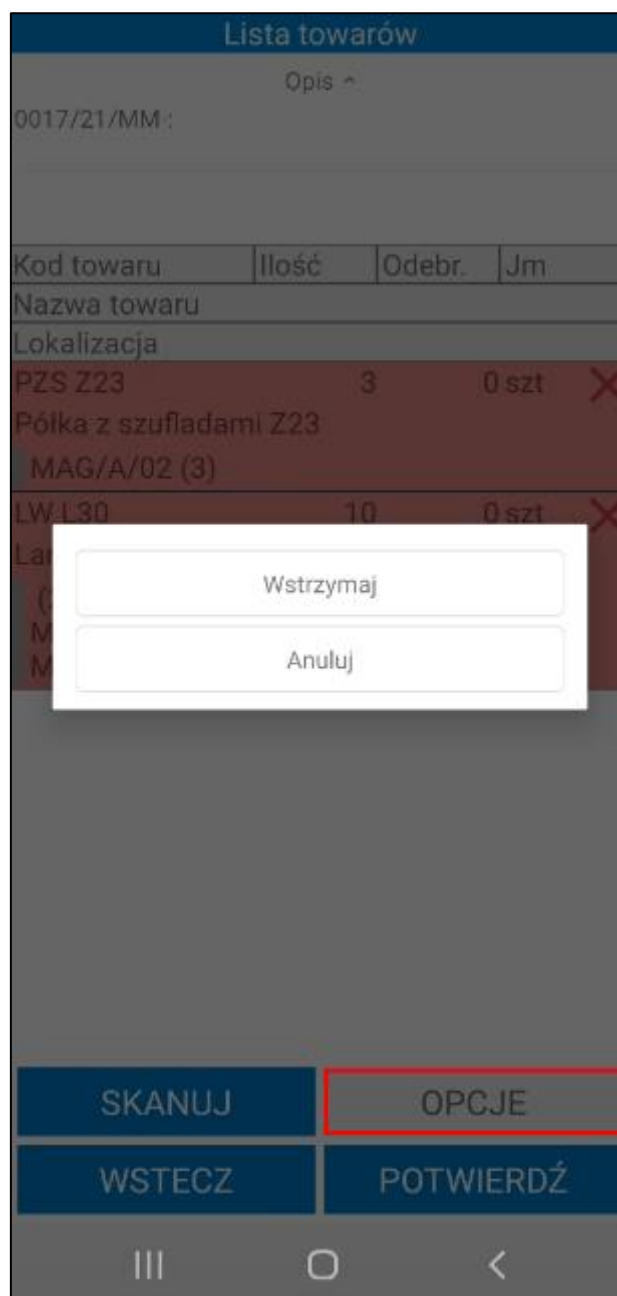 Lista towarów
Opis ^
0017/21/MM :
Kod towaru Ilość Odebr. Jm
Nazwa towaru
Lokalizacja
PZS Z23 3 0 szt
Półka z szufladami Z23
MAG/A/02 (3)
LW L30 10 0 szt
Wstrzymaj
Anuluj
SKANUJ OPCJE
WSTECZ POTWIERDŹ